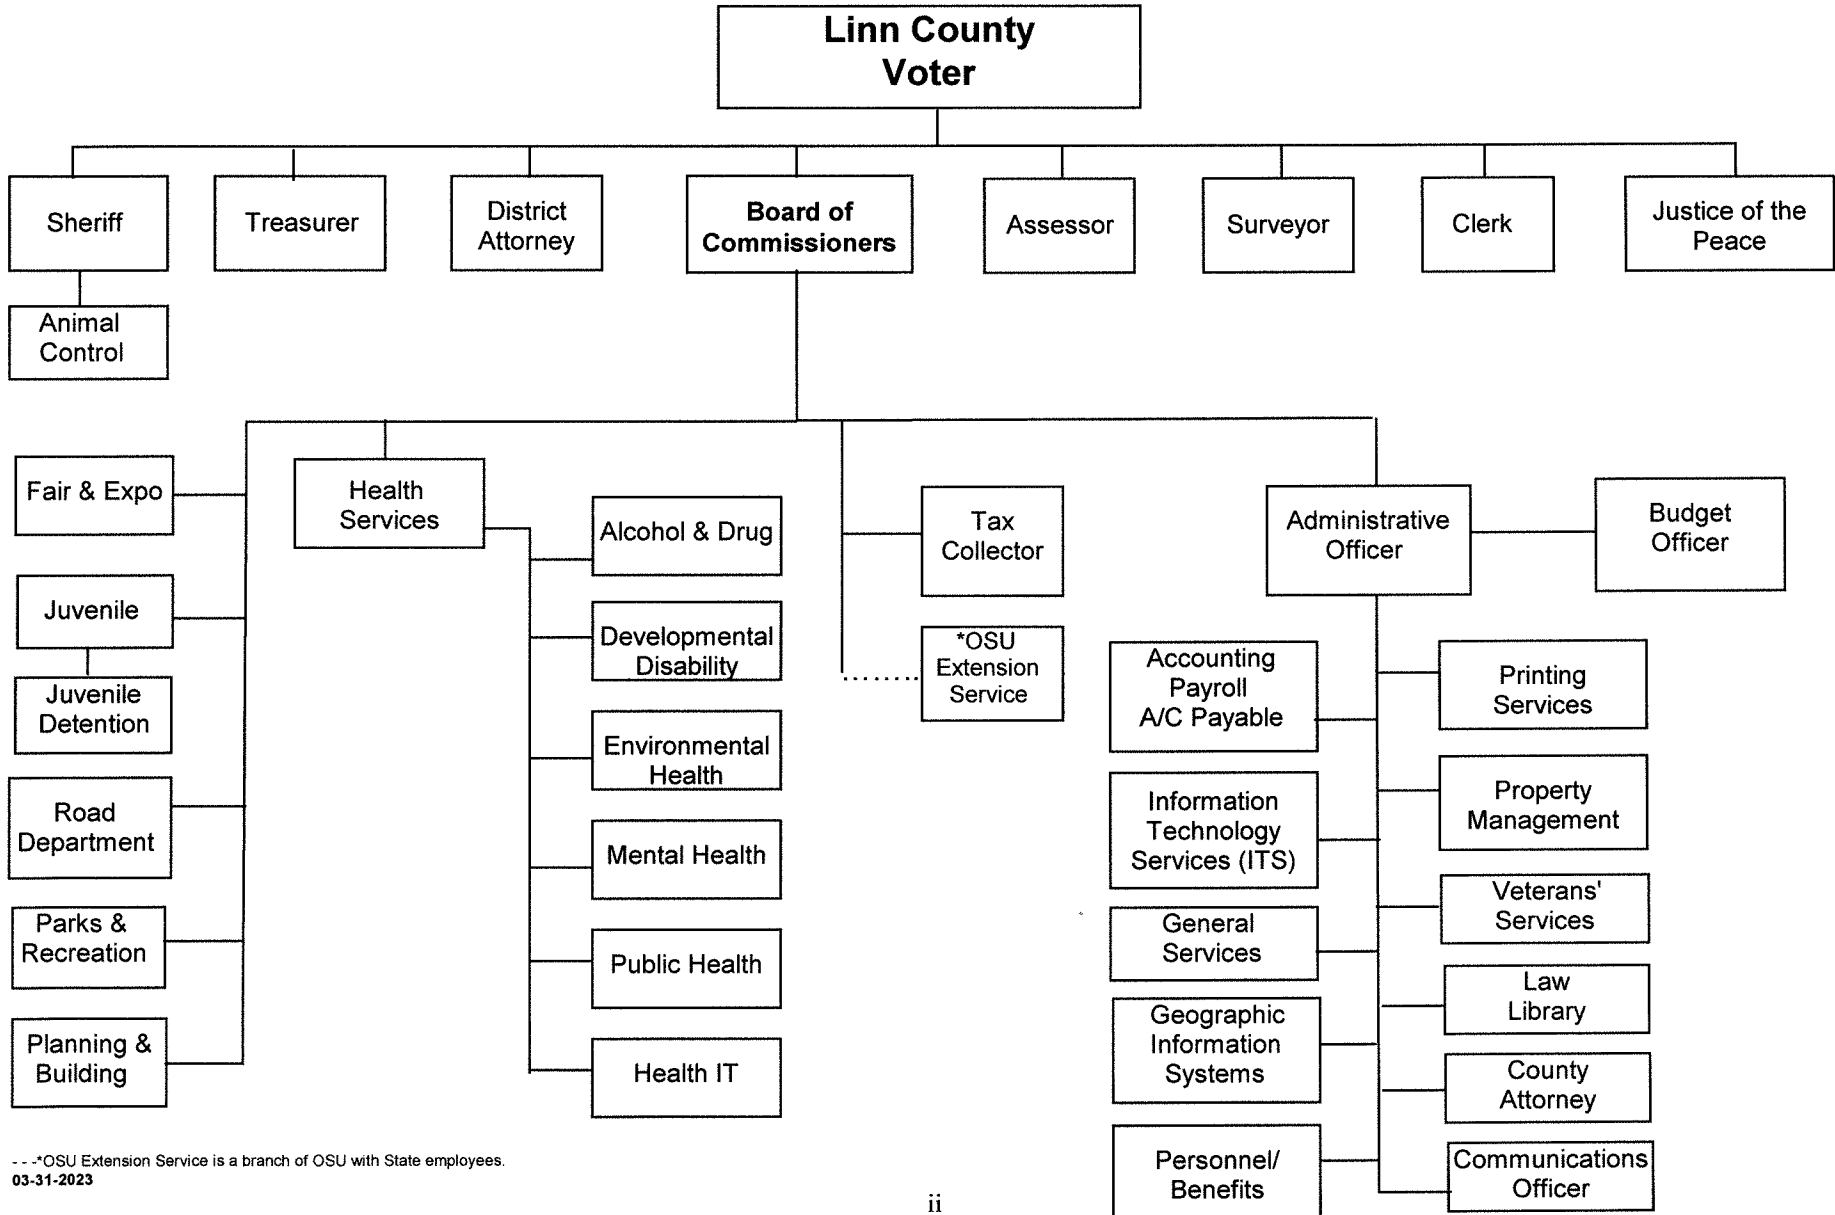 Linn County
Voter
Sheriff
Treasurer
District
Attorney
Board of
Commissioners
Assessor
Surveyor
Clerk
Justice of the
Peace
Animal
Control
Fair & Expo
Juvenile
Juvenile
Detention
Road
Department
Parks &
Recreation
Planning &
Building
Health
Services
Alcohol & Drug
Developmental
Disability
Environmental
Health
Mental Health
Public Health
Health IT
Tax
Collector
*OSU
Extension
Service
Administrative
Officer
Budget
Officer
Accounting
Payroll
A/C Payable
Information
Technology
Services (ITS)
General
Services
Geographic
Information
Systems
Personnel/
Benefits
Printing
Services
Property
Management
Veterans'
Services
Law
Library
County
Attorney
Communications
Officer
- - -*OSU Extension Service is a branch of OSU with State employees.
03-31-2023
ii